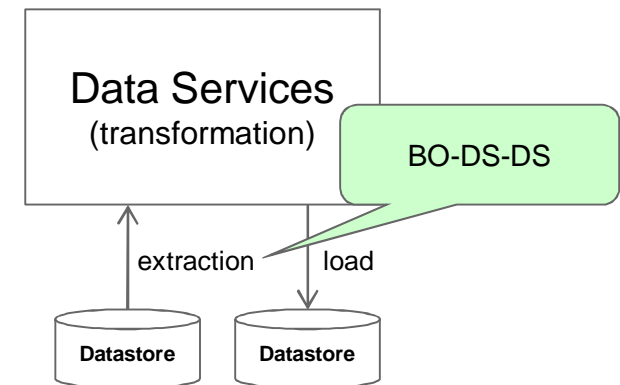 Data Services
(transformation)
BO-DS-DS
extraction
load
Datastore
Datastore